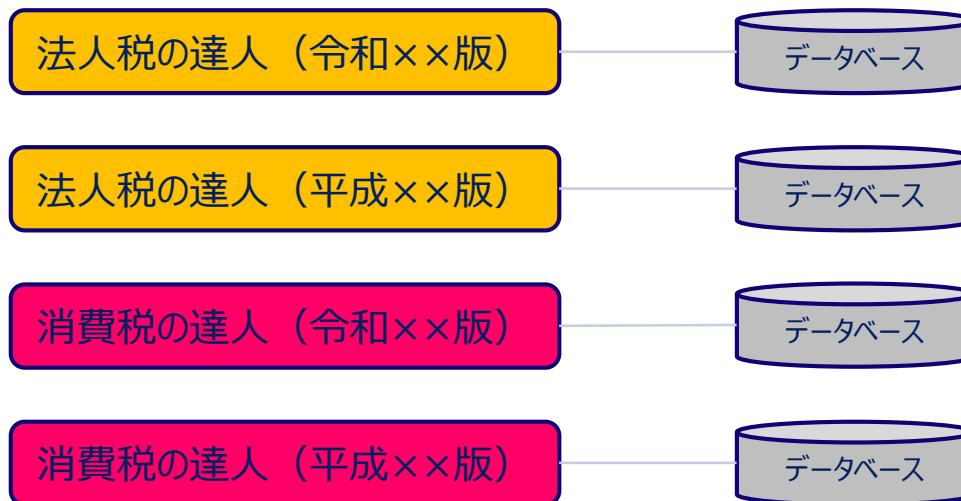 法人税の達人（令和××版）
データベース
法人税の達人（平成××版）
データベース
消費税の達人（令和××版）
データベース
消費税の達人（平成××版）
データベース